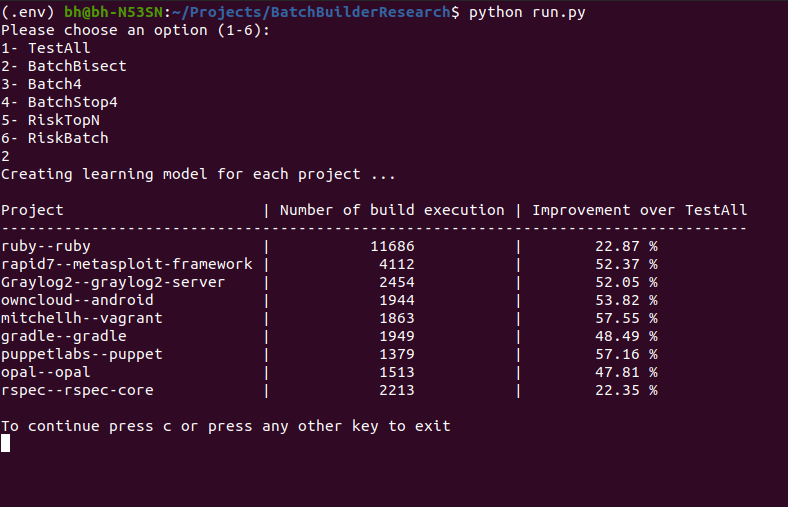 (.env) bh@bh-N53SN:~/Projects/BatchBuilderResearch$ python run.py
Please choose an option (1-6):
1- TestAll
2- BatchBisect
3- Batch4
4- BatchStop4
5- RiskTopN
6- RiskBatch
2
Creating learning model for each project ...

Project                      | Number of build execution | Improvement over TestAll
-----------------------------------------------------------------------------------
ruby--ruby                   |           11686           |        22.87 %
rapid7--metasploit-framework |            4112           |        52.37 %
Graylog2--graylog2-server    |            2454           |        52.05 %
owncloud--android            |            1944           |        53.82 %
mitchellh--vagrant           |            1863           |        57.55 %
gradle--gradle               |            1949           |        48.49 %
puppetlabs--puppet           |            1379           |        57.16 %
opal--opal                   |            1513           |        47.81 %
rspec--rspec-core            |            2213           |        22.35 %

To continue press c or press any other key to exit